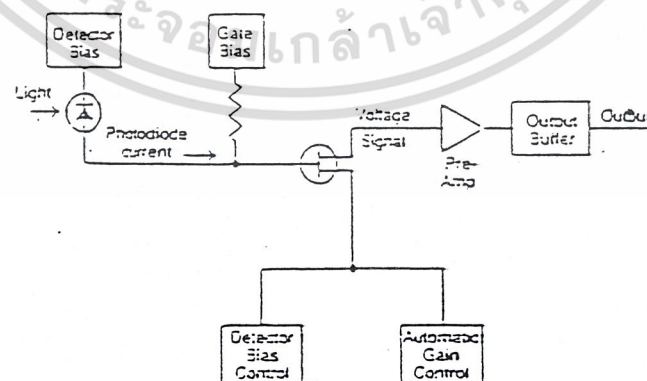 Detector
Bias
Gate
Bias
Light
Photodiode
current
Voltage
Signal
Pre-
Amp
Output
Buffer
Detector
Bias
Control
Automatic
Gain
Control